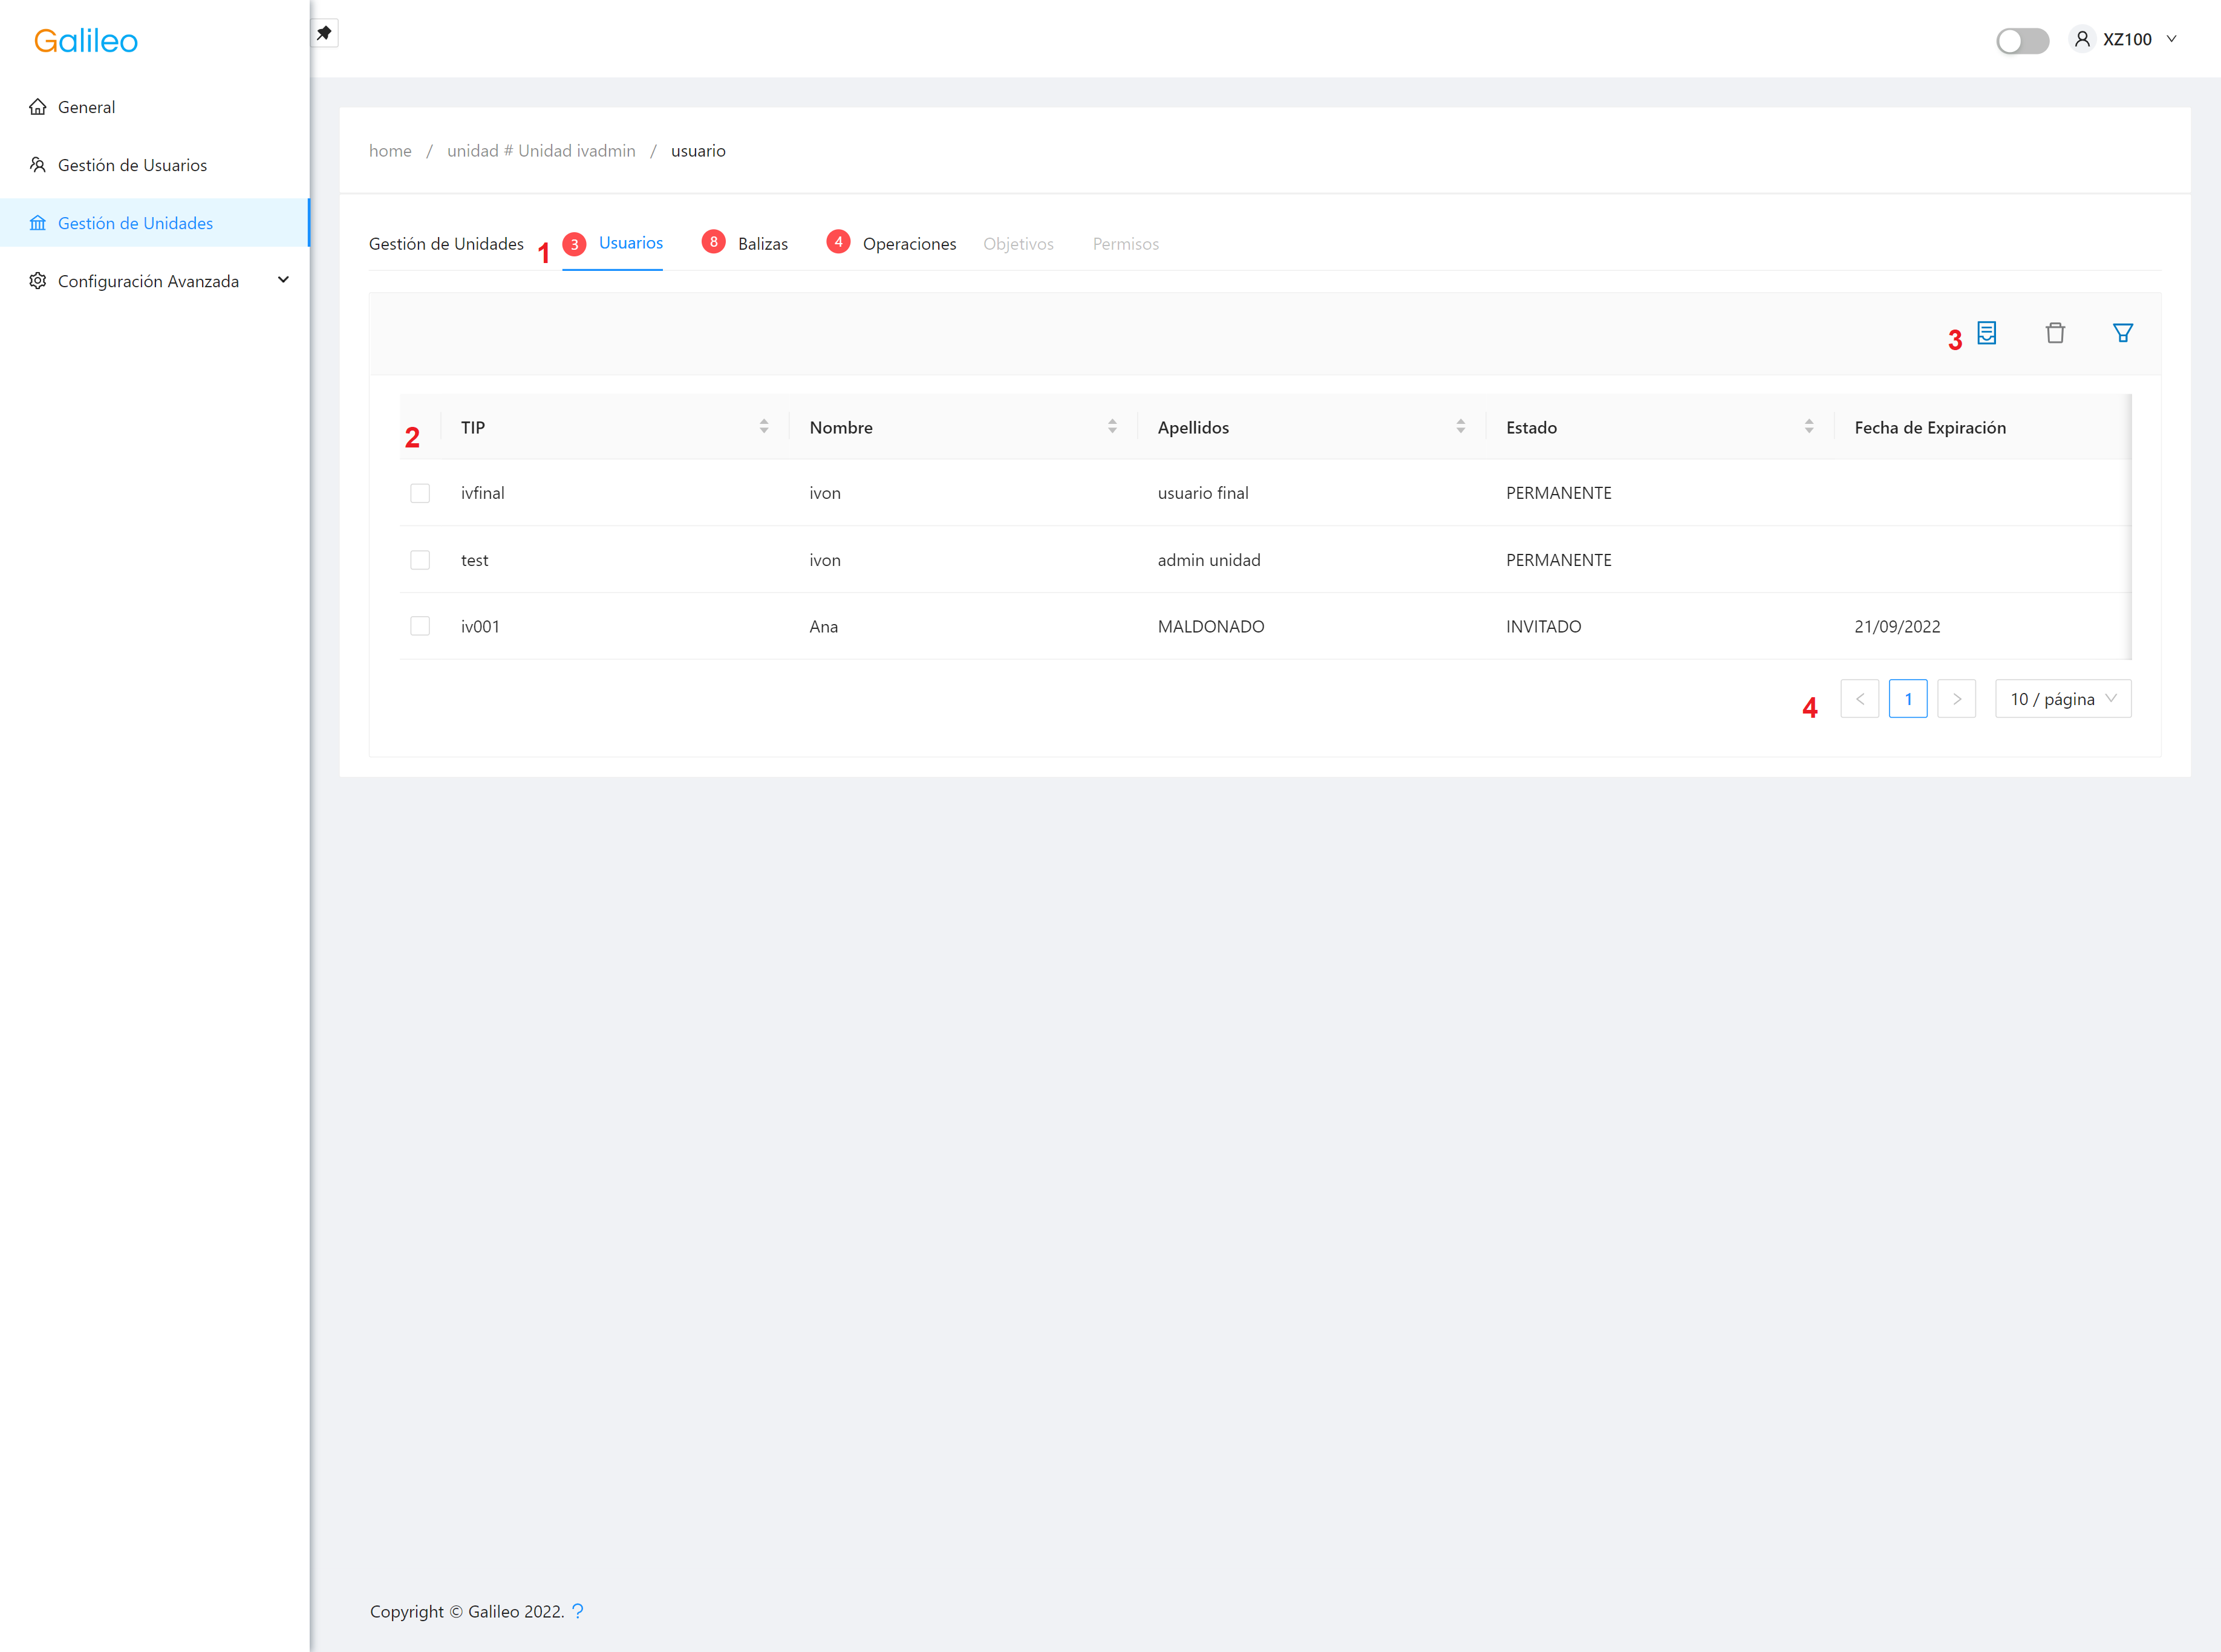 Galileo
XZ100
General
Gestión de Usuarios
Gestión de Unidades
Configuración Avanzada
home / unidad # Unidad ivadmin / usuario
Gestión de Unidades 1 3 Usuarios 8 Balizas 4 Operaciones Objetivos Permisos
3
2 TIP Nombre Apellidos Estado Fecha de Expiración
ivfinal ivon usuario final PERMANENTE
test ivon admin unidad PERMANENTE
iv001 Ana MALDONADO INVITADO 21/09/2022
4 < 1 > 10 / página
Copyright © Galileo 2022. ?